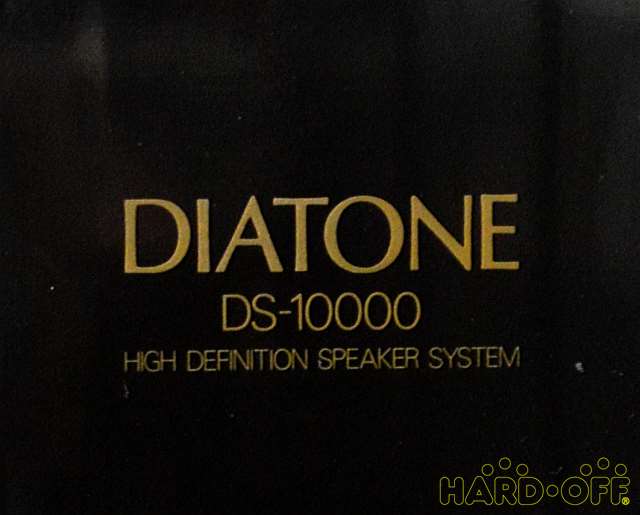 DIATONE
DS-10000
HIGH DEFINITION SPEAKER SYSTEM
HARD•OFF®